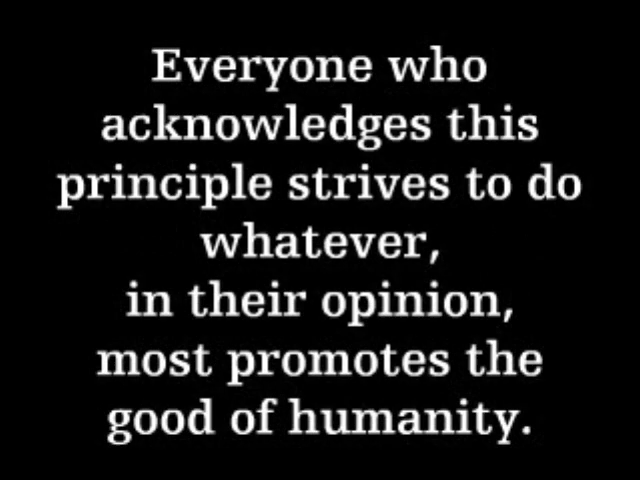 Everyone who
acknowledges this
principle strives to do
whatever,
in their opinion,
most promotes the
good of humanity.